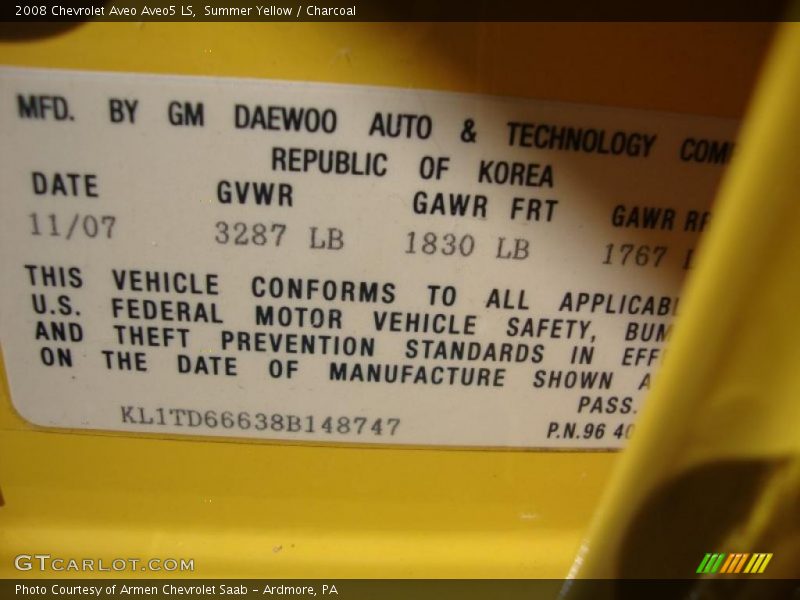 2008 Chevrolet Aveo Aveo5 LS, Summer Yellow / Charcoal
MFD. BY GM DAEWOO AUTO & TECHNOLOGY COM
REPUBLIC OF KOREA
DATE GVWR GAWR FRT GAWR RR
11/07 3287 LB 1830 LB 1767 L
THIS VEHICLE CONFORMS TO ALL APPLICABL
U.S. FEDERAL MOTOR VEHICLE SAFETY, BUM
AND THEFT PREVENTION STANDARDS IN EFF
ON THE DATE OF MANUFACTURE SHOWN A
PASS.
KL1TD66638B148747 P.N.96 40
GTCARLOT.COM
Photo Courtesy of Armen Chevrolet Saab - Ardmore, PA